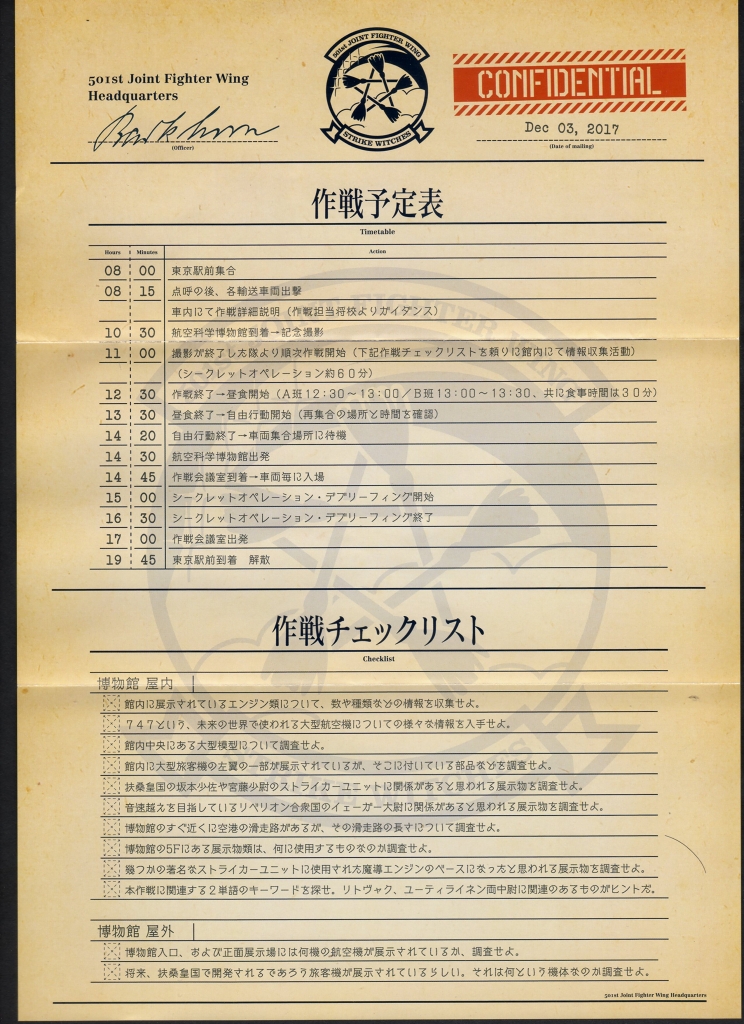 501st Joint Fighter Wing
Headquarters
Barkhorn
(Officer)
501st JOINT FIGHTER WING
STRIKE WITCHES
CONFIDENTIAL
Dec 03, 2017
(Date of mailing)
作戦予定表
Timetable
Hours Minutes Action
08 00 東京駅前集合
08 15 点呼の後、各輸送車両出撃
車内にて作戦詳細説明（作戦担当将校よりガイダンス）
10 30 航空科学博物館到着→記念撮影
11 00 撮影が終了した隊より順次作戦開始（下記作戦チェックリストを頼りに館内にて情報収集活動）
（シークレットオペレーション約６０分）
12 30 作戦終了→昼食開始（Ａ班１２：３０～１３：００／Ｂ班１３：００～１３：３０、共に食事時間は３０分）
13 30 昼食終了→自由行動開始（再集合の場所と時間を確認）
14 20 自由行動終了→車両集合場所に待機
14 30 航空科学博物館出発
14 45 作戦会議室到着→車両毎に入場
15 00 シークレットオペレーション・デブリーフィング開始
16 30 シークレットオペレーション・デブリーフィング終了
17 00 作戦会議室出発
19 45 東京駅前到着　解散
作戦チェックリスト
Checklist
博物館 屋内
館内に展示されているエンジン類について、数や種類などの情報を収集せよ。
７４７という、未来の世界で使われる大型航空機についての様々な情報を入手せよ。
館内中央にある大型模型について調査せよ。
館内に大型旅客機の左翼の一部が展示されているが、そこに付いている部品などを調査せよ。
扶桑皇国の坂本少佐や宮藤少尉のストライカーユニットに関係があると思われる展示物を調査せよ。
音速越えを目指しているリベリオン合衆国のイェーガー大尉に関係があると思われる展示物を調査せよ。
博物館のすぐ近くに空港の滑走路があるが、その滑走路の長さについて調査せよ。
博物館の5Fにある展示物類は、何に使用するものなのか調査せよ。
幾つかの著名なストライカーユニットに使用された魔導エンジンのベースになったと思われる展示物を調査せよ。
本作戦に関連する２単語のキーワードを探せ。リトヴャク、ユーティライネン両中尉に関連のあるものがヒントだ。
博物館 屋外
博物館入口、および正面展示場には何機の航空機が展示されているか、調査せよ。
将来、扶桑皇国で開発されるであろう旅客機が展示されているらしい。それは何という機体なのか調査せよ。
501st Joint Fighter Wing Headquarters